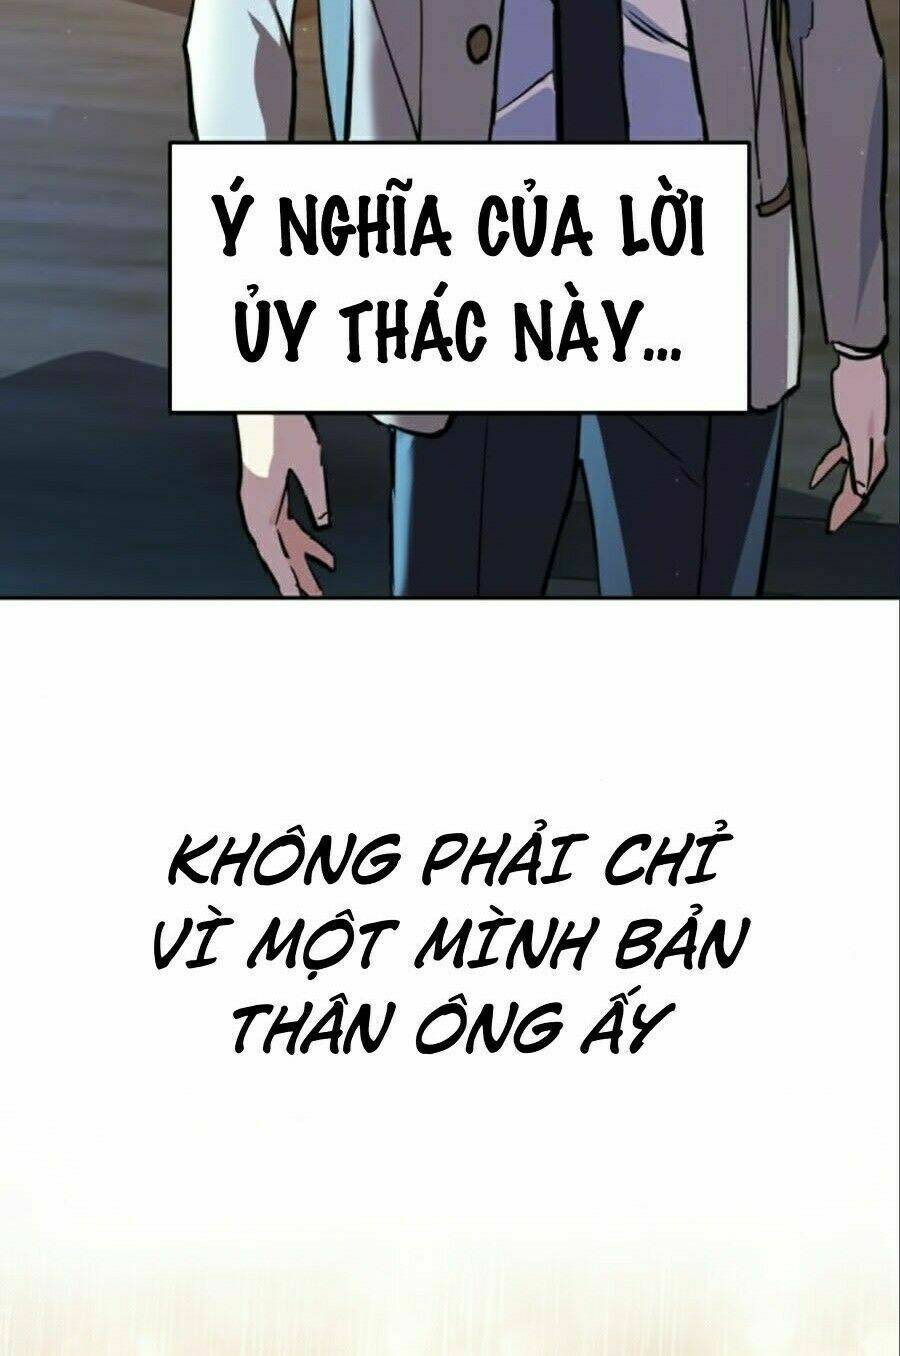 Ý NGHĨA CỦA LỜI
ỦY THÁC NÀY...
KHÔNG PHẢI CHỈ
VÌ MỘT MÌNH BẢN
THÂN ÔNG ẤY